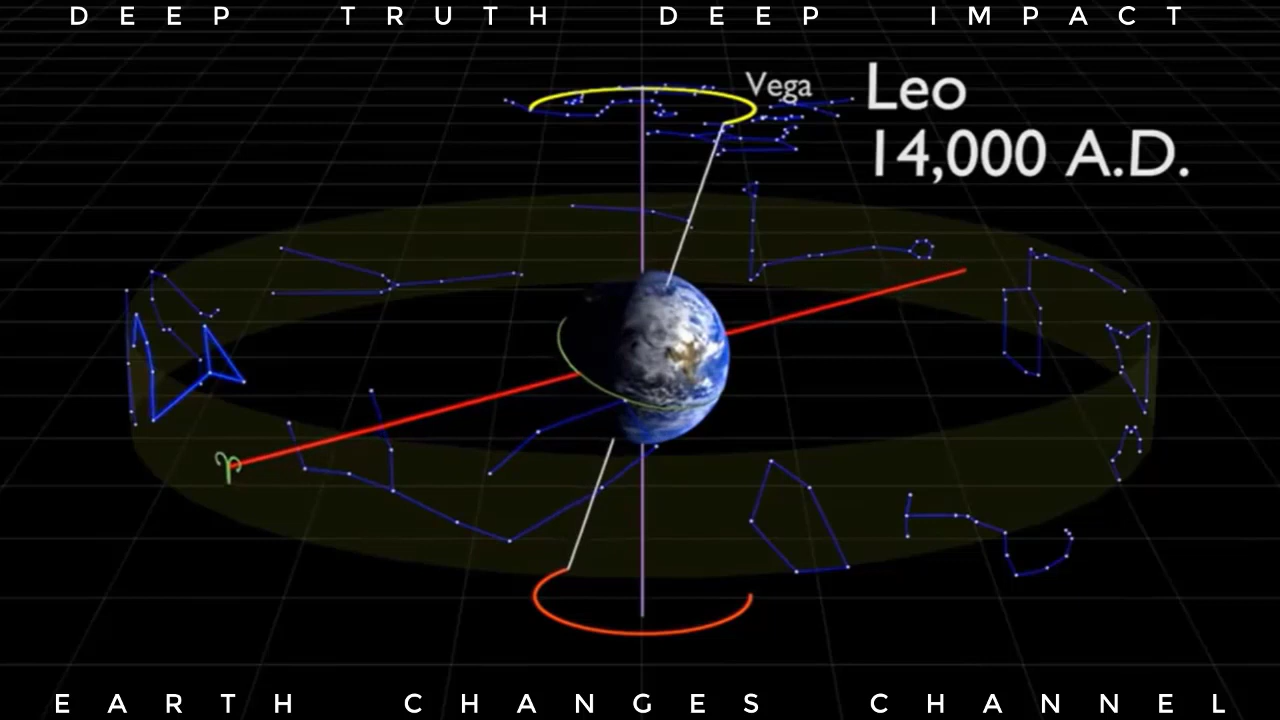 DEEP TRUTH DEEP IMPACT
Vega
Leo
14,000 A.D.
EARTH CHANGES CHANNEL